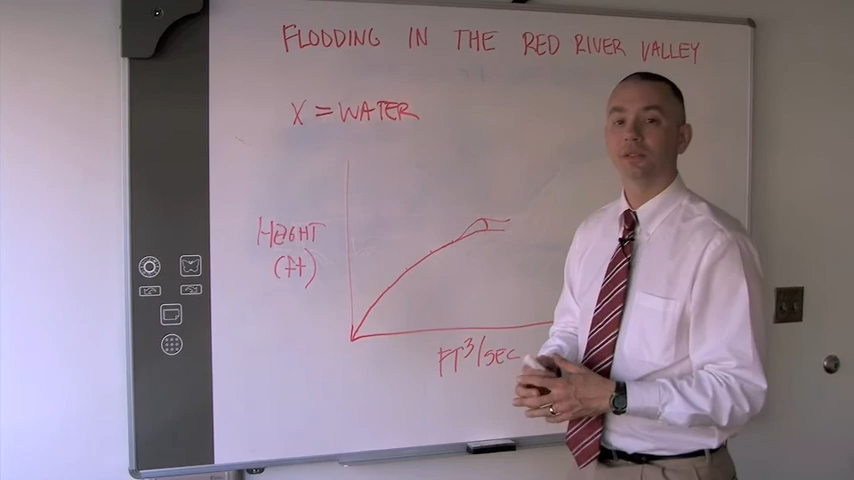 FLOODING IN THE RED RIVER VALLEY
X = WATER
HEIGHT
(ft)
FT³/SEC